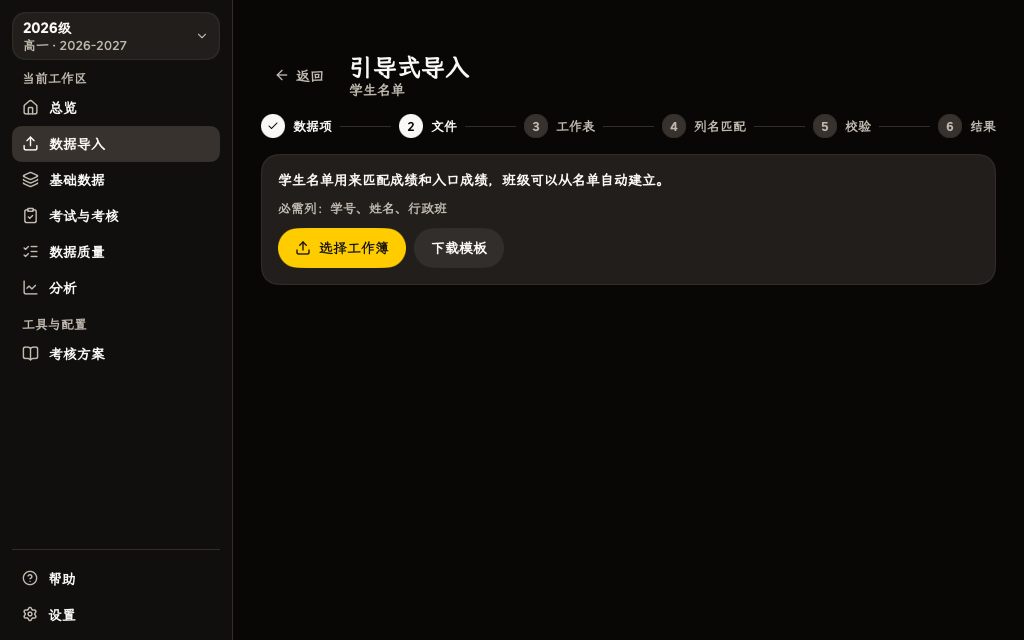 2026级
高一 · 2026-2027
当前工作区
总览
数据导入
基础数据
考试与考核
数据质量
分析
工具与配置
考核方案
帮助
设置
返回
引导式导入
学生名单
数据项
2 文件
3 工作表
4 列名匹配
5 校验
6 结果
学生名单用来匹配成绩和入口成绩，班级可以从名单自动建立。
必需列：学号、姓名、行政班
选择工作簿
下载模板